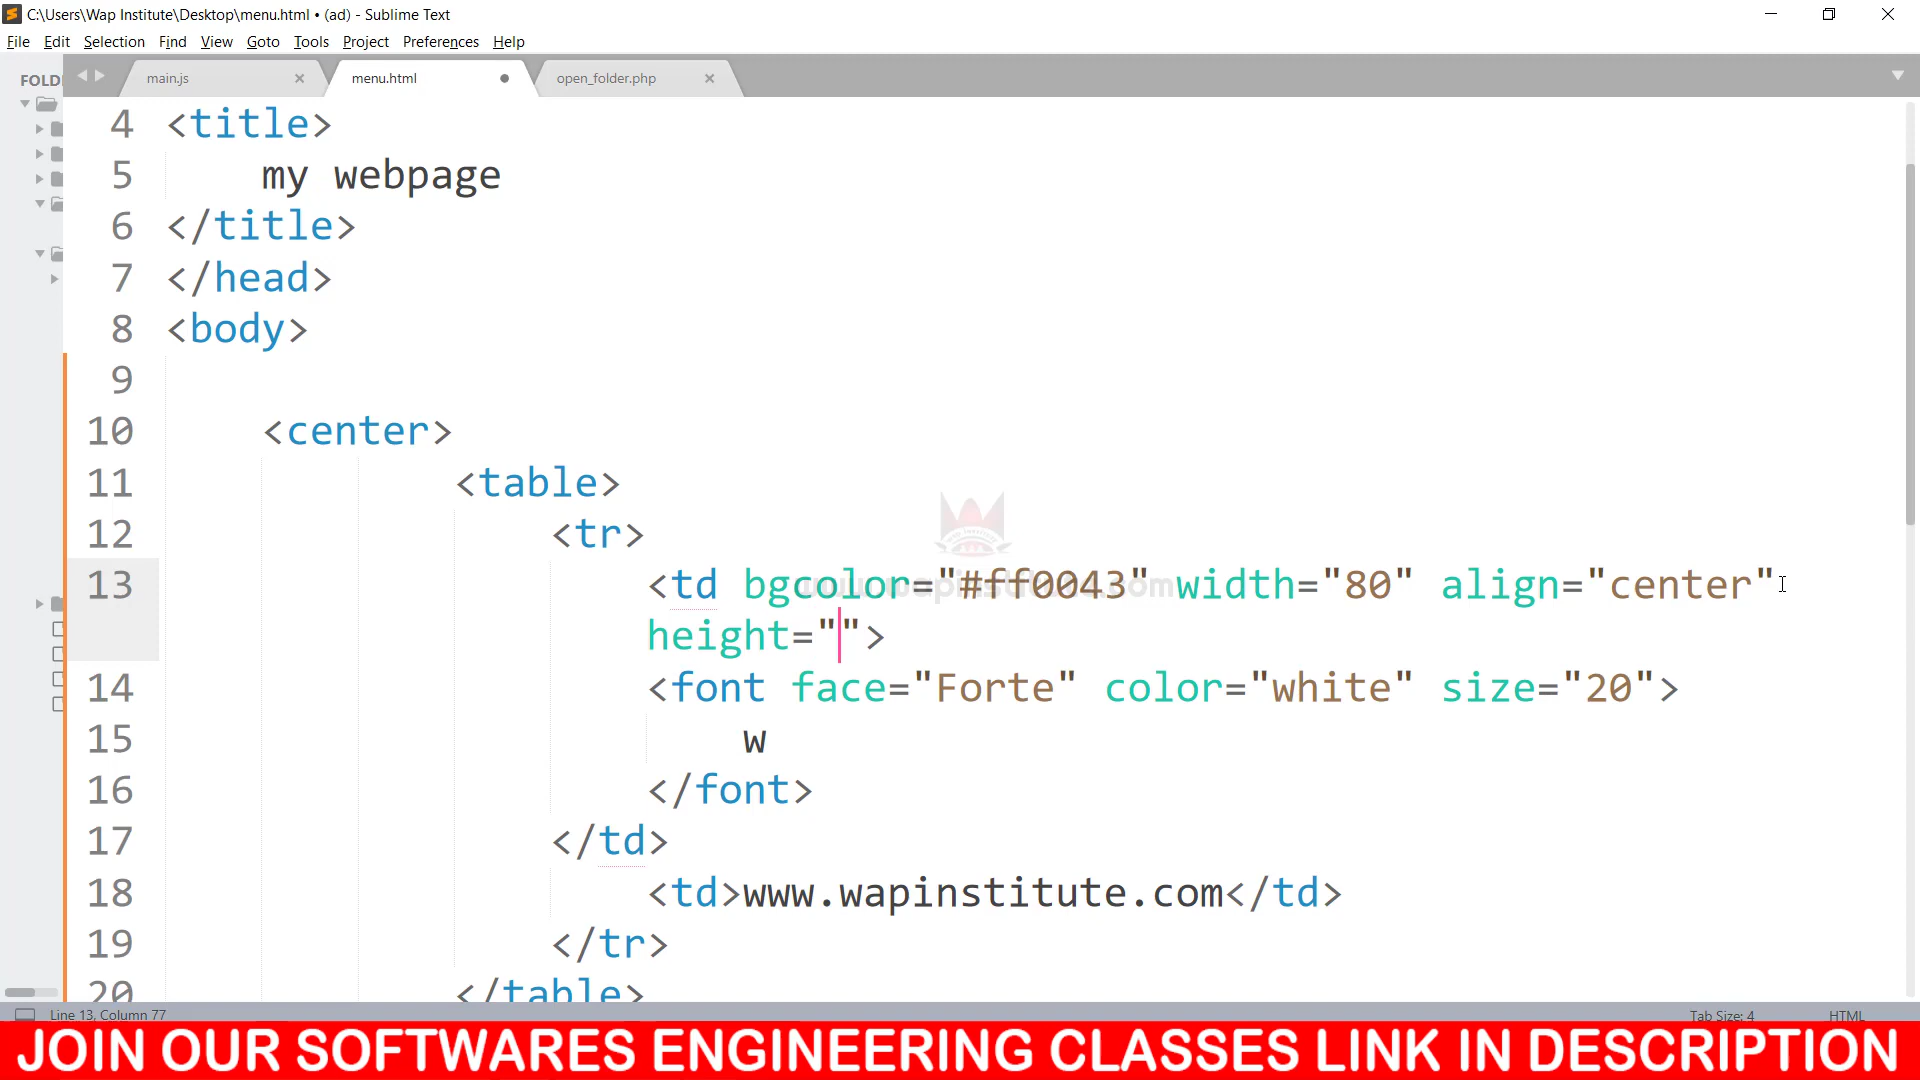 C:\Users\Wap Institute\Desktop\menu.html • (ad) - Sublime Text
File Edit Selection Find View Goto Tools Project Preferences Help
FOLD
main.js menu.html open_folder.php
4 <title>
5 my webpage
6 </title>
7 </head>
8 <body>
9
10 <center>
11 <table>
12 <tr>
13 <td bgcolor="#ff0043" width="80" align="center"
height="">
14 <font face="Forte" color="white" size="20">
15 w
16 </font>
17 </td>
18 <td>www.wapinstitute.com</td>
19 </tr>
20 </table>
www.wapinstitute.com
Line 13, Column 77 Tab Size: 4 HTML
JOIN OUR SOFTWARES ENGINEERING CLASSES LINK IN DESCRIPTION